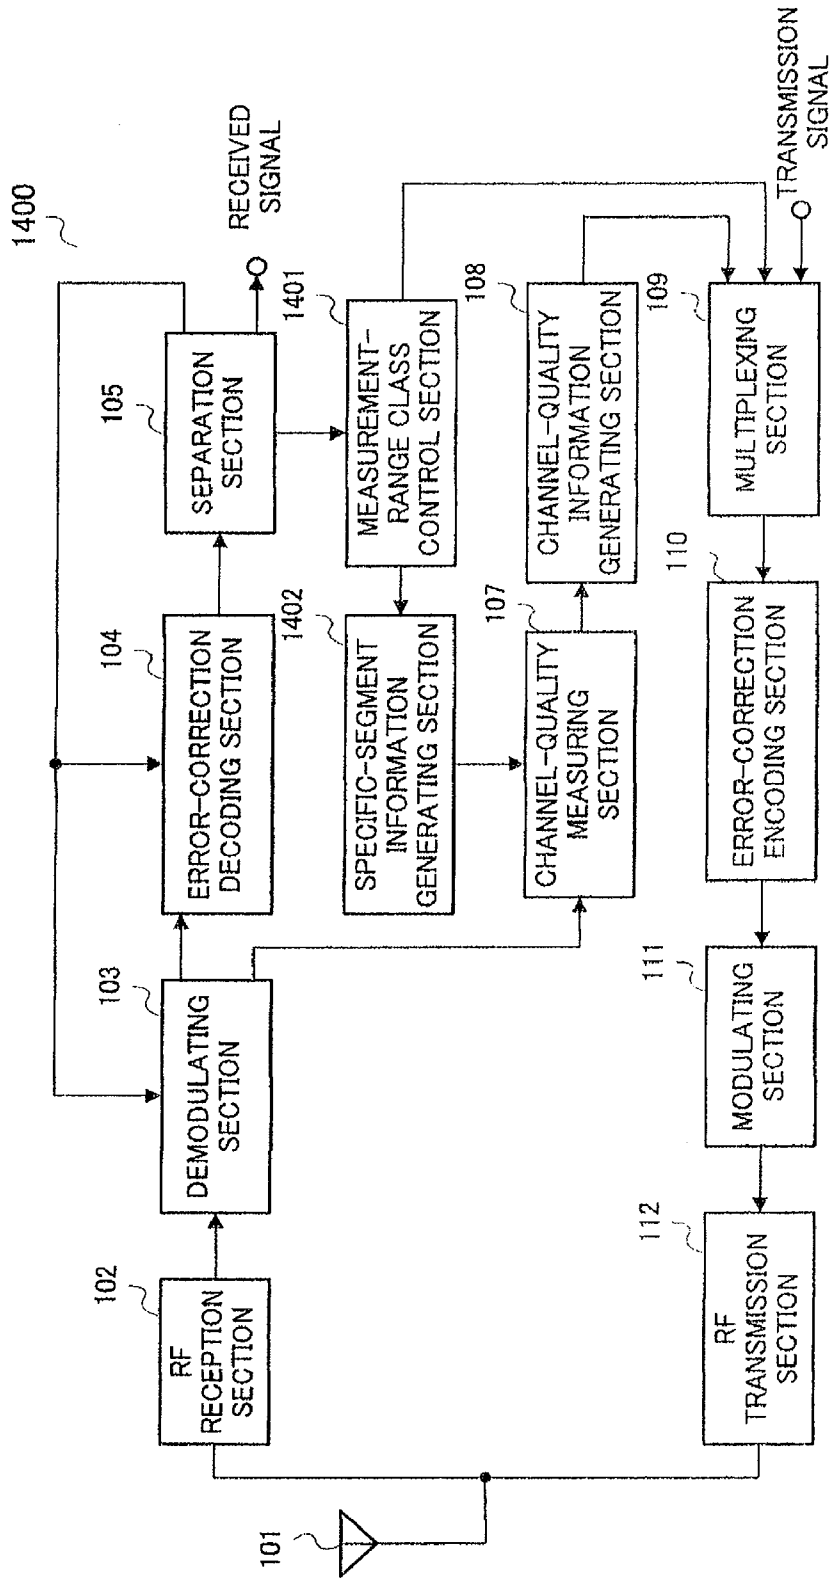 1400
101
102
RF
RECEPTION
SECTION
103
DEMODULATING
SECTION
104
ERROR-CORRECTION
DECODING SECTION
105
SEPARATION
SECTION
RECEIVED
SIGNAL
1402
SPECIFIC-SEGMENT
INFORMATION
GENERATING SECTION
1401
MEASUREMENT-
RANGE CLASS
CONTROL SECTION
107
CHANNEL-QUALITY
MEASURING
SECTION
108
CHANNEL-QUALITY
INFORMATION
GENERATING SECTION
112
RF
TRANSMISSION
SECTION
111
MODULATING
SECTION
110
ERROR-CORRECTION
ENCODING SECTION
109
MULTIPLEXING
SECTION
TRANSMISSION
SIGNAL